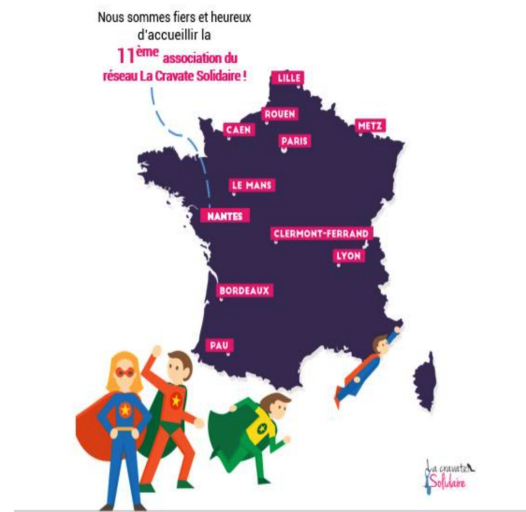 Nous sommes fiers et heureux
d'accueillir la
11ème association du
réseau La Cravate Solidaire !
LILLE
ROUEN
CAEN
METZ
PARIS
LE MANS
NANTES
CLERMONT-FERRAND
LYON
BORDEAUX
PAU
La cravate
Solidaire